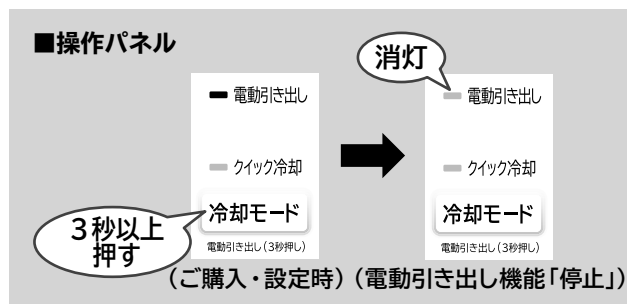 ■操作パネル
消灯
電動引き出し
電動引き出し
クイック冷却
クイック冷却
冷却モード
冷却モード
3秒以上
押す
電動引き出し(3秒押し)
電動引き出し(3秒押し)
(ご購入・設定時)(電動引き出し機能「停止」)